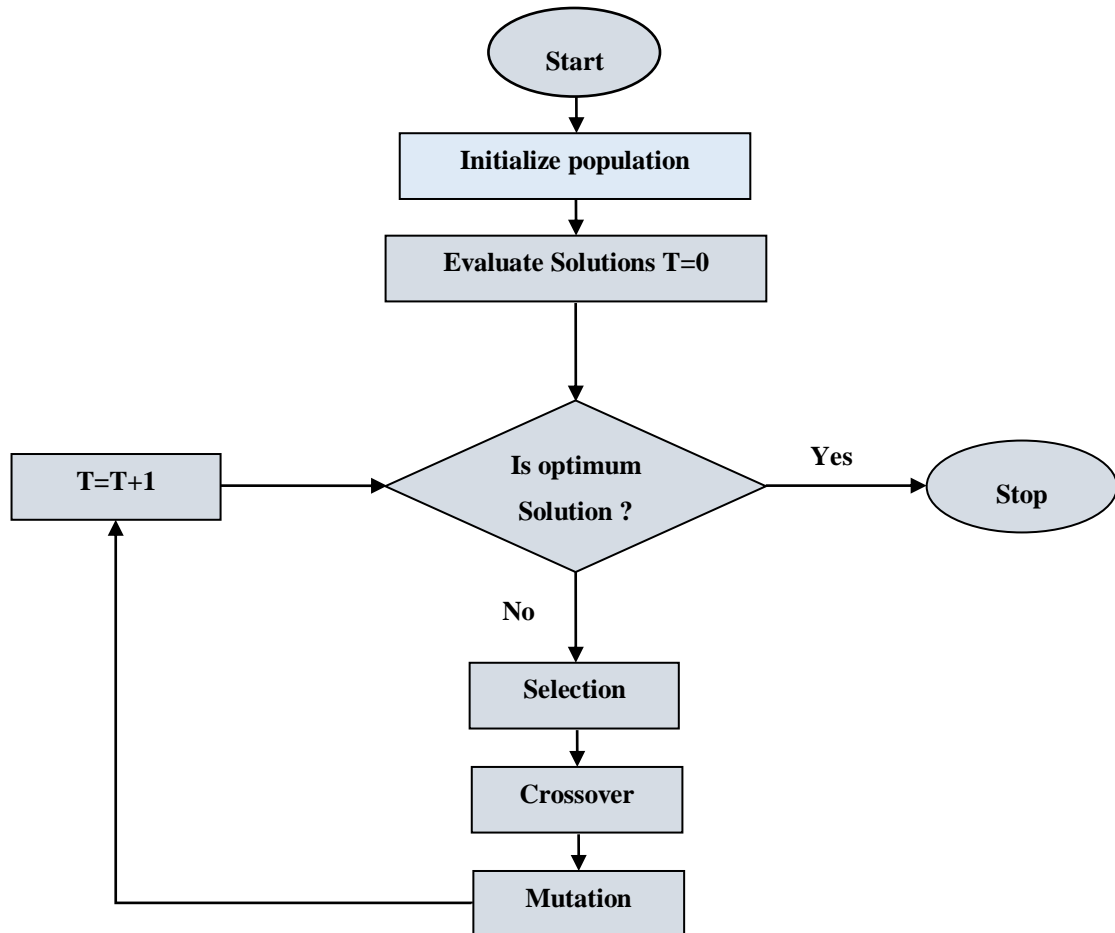 Start
Initialize population
Evaluate Solutions T=0
T=T+1
Is optimum
Solution ?
Yes
Stop
No
Selection
Crossover
Mutation